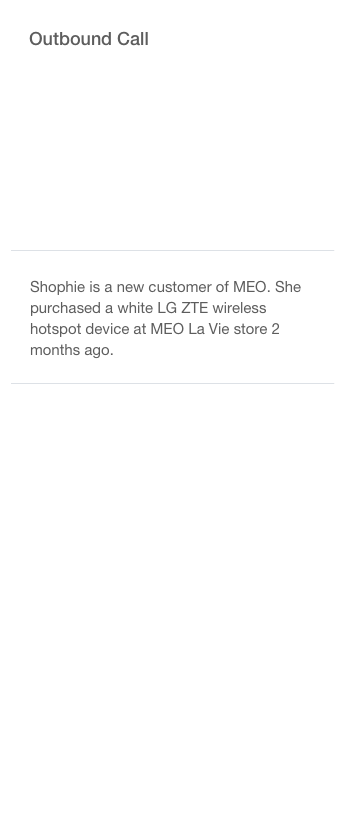 Outbound Call
Shophie is a new customer of MEO. She
purchased a white LG ZTE wireless
hotspot device at MEO La Vie store 2
months ago.